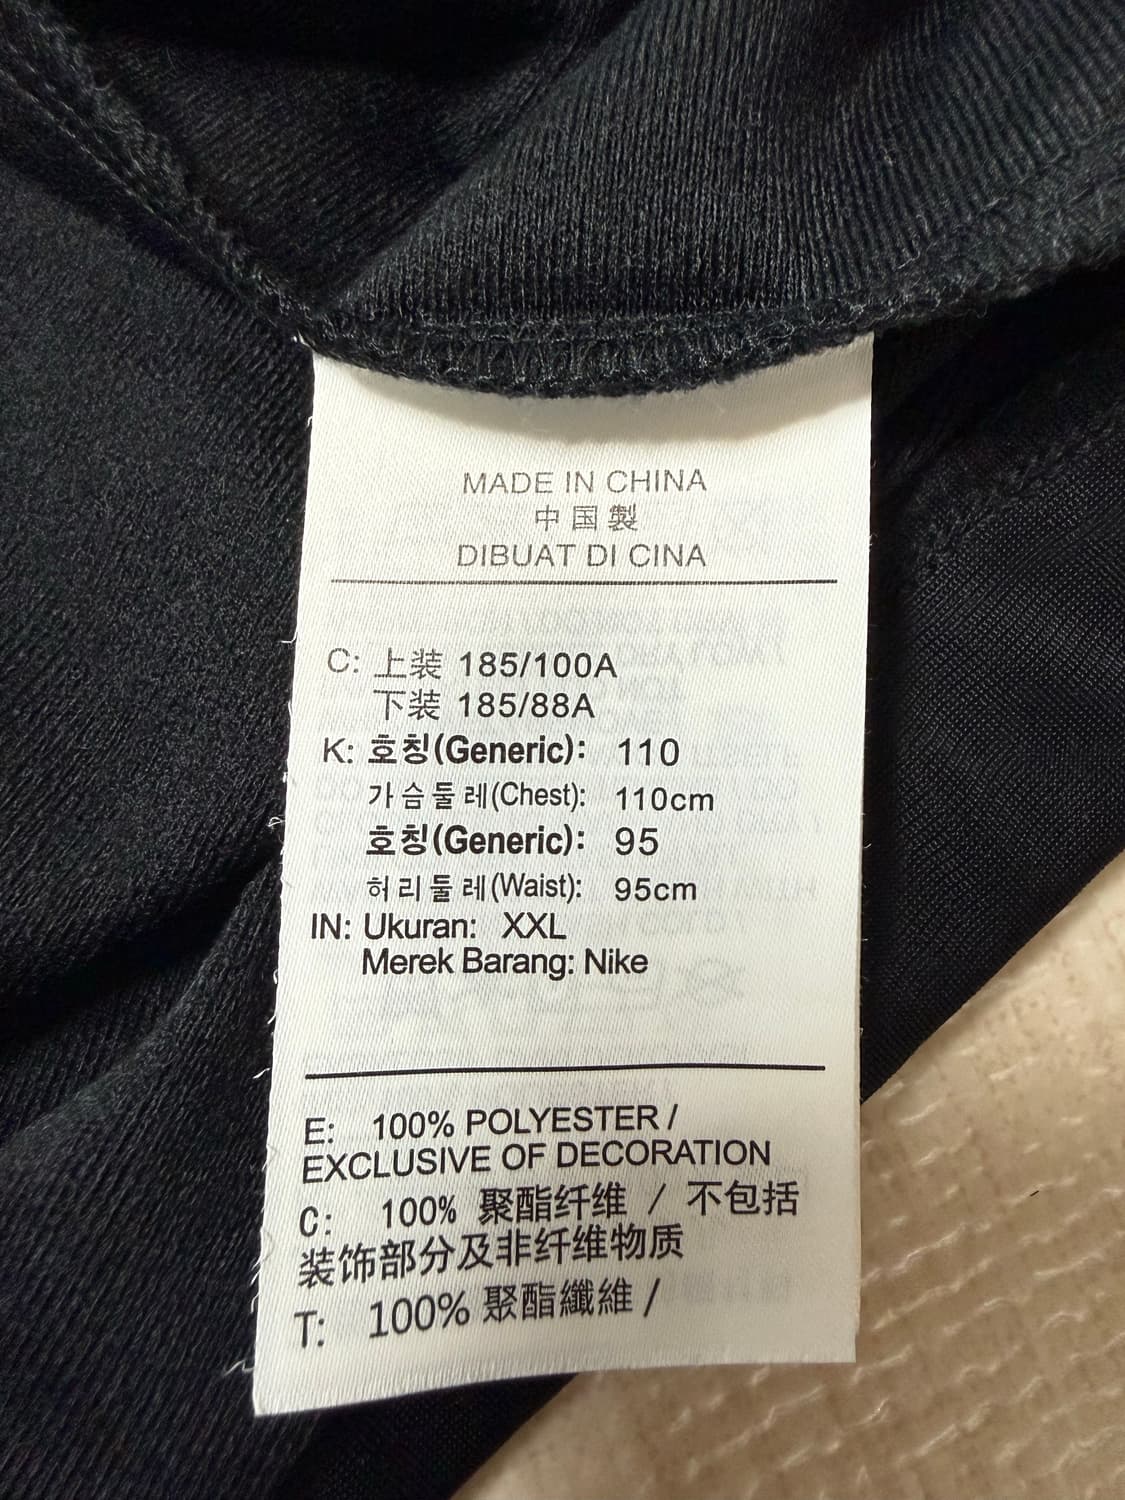 MADE IN CHINA
中国製
DIBUAT DI CINA
C: 上装 185/100A
下装 185/88A
K: 호칭(Generic): 110
가슴둘레(Chest): 110cm
호칭(Generic): 95
허리둘레(Waist): 95cm
IN: Ukuran: XXL
Merek Barang: Nike
E: 100% POLYESTER /
EXCLUSIVE OF DECORATION
C: 100% 聚酯纤维 / 不包括
装饰部分及非纤维物质
T: 100% 聚酯纖維 /